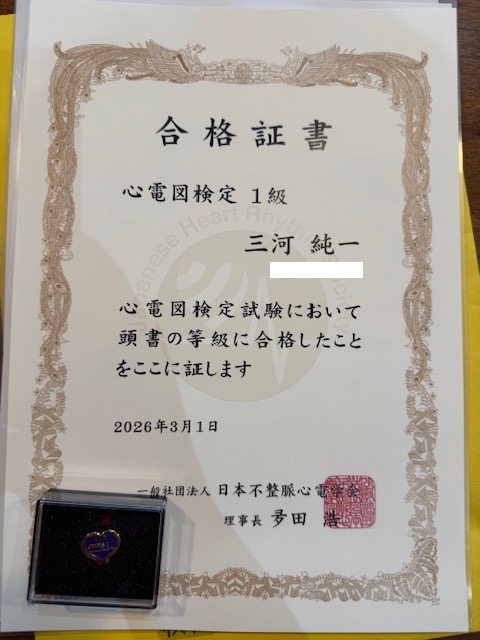 合格証書
心電図検定 1級
三河 純一
心電図検定試験において
頭書の等級に合格したこと
をここに証します
2026年3月1日
一般社団法人 日本不整脈心電学会
理事長 夛田 浩
Japanese Heart Rhythm Society